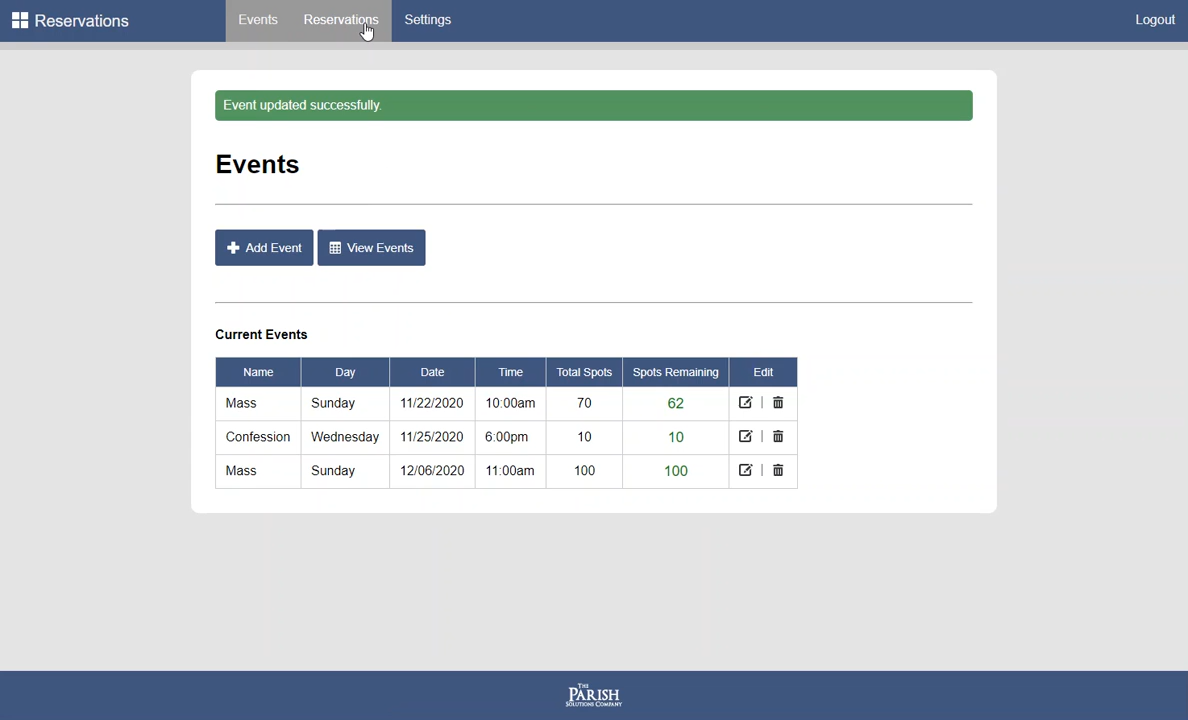 Reservations Events Reservations Settings Logout
Event updated successfully.
Events
Add Event View Events
Current Events
Name Day Date Time Total Spots Spots Remaining Edit
Mass Sunday 11/22/2020 10:00am 70 62 |
Confession Wednesday 11/25/2020 6:00pm 10 10 |
Mass Sunday 12/06/2020 11:00am 100 100 |
THE
PARISH
SOLUTIONS COMPANY